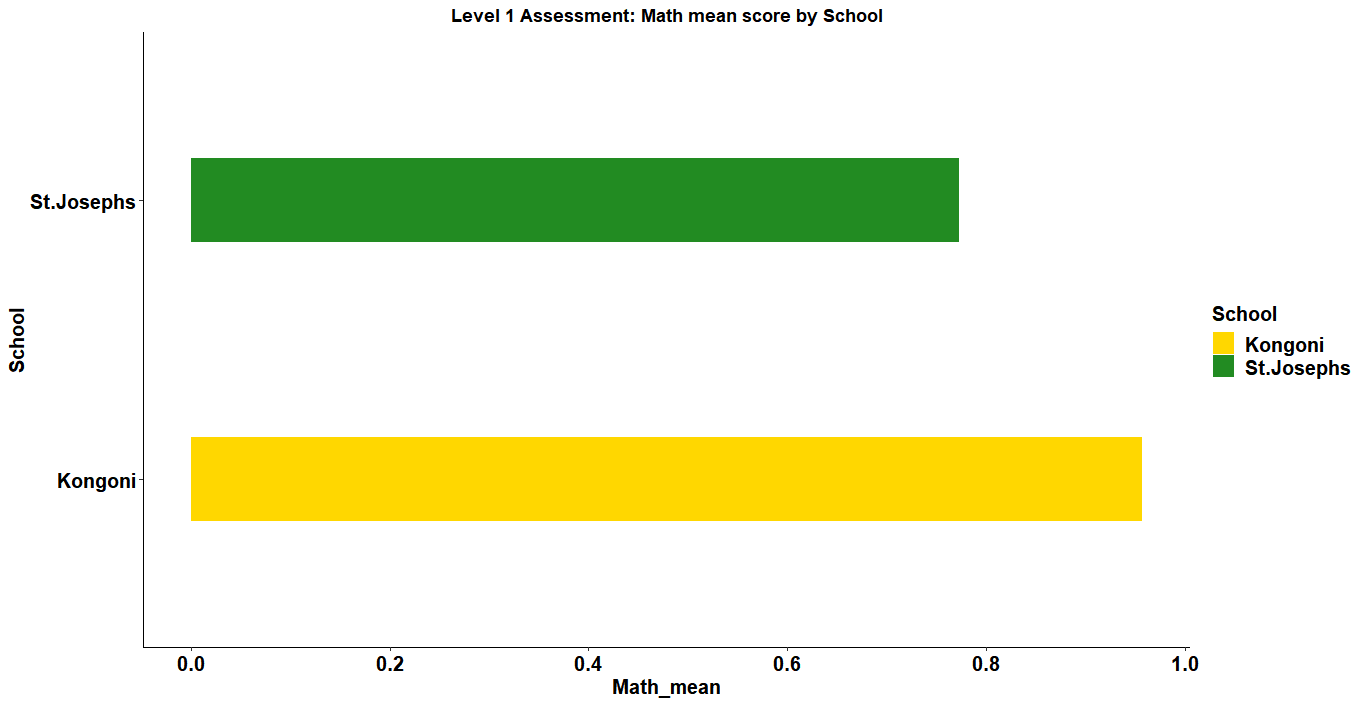 Level 1 Assessment: Math mean score by School
School
St.Josephs
Kongoni
0.0 0.2 0.4 0.6 0.8 1.0
Math_mean
School
Kongoni
St.Josephs